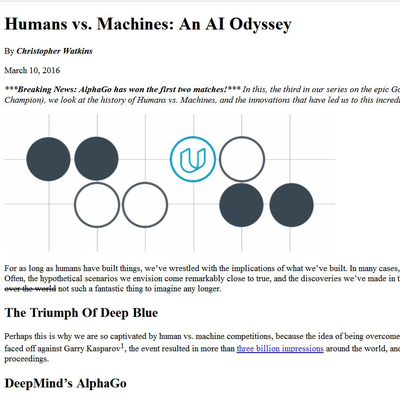 Humans vs. Machines: An AI Odyssey
By Christopher Watkins
March 10, 2016
***Breaking News: AlphaGo has won the first two matches!*** In this, the third in our series on the epic
Champion), we look at the history of Humans vs. Machines, and the innovations that have led us to this
For as long as humans have built things, we've wrestled with the implications of what we've built. In many cases,
Often, the hypothetical scenarios we envision come remarkably close to true, and the discoveries we've made in
over the world not such a fantastic thing to imagine any longer.
The Triumph Of Deep Blue
Perhaps this is why we are so captivated by human vs. machine competitions, because the idea of being overcome
faced off against Garry Kasparov1, the event resulted in more than three billion impressions around the world, and
proceedings.
DeepMind's AlphaGo